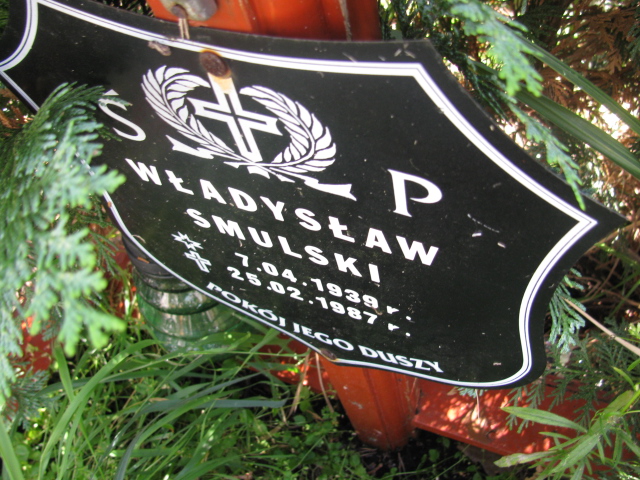 Ś P
WŁADYSŁAW
SMULSKI
7.04.1939 r.
25.02.1987 r.
POKÓJ JEGO DUSZY